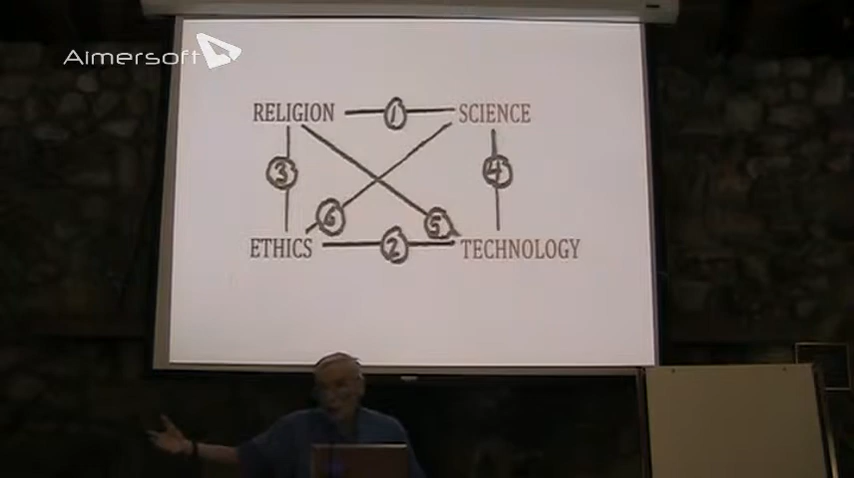 Aimersoft
RELIGION 1 SCIENCE
3 4
6 5
ETHICS 2 TECHNOLOGY